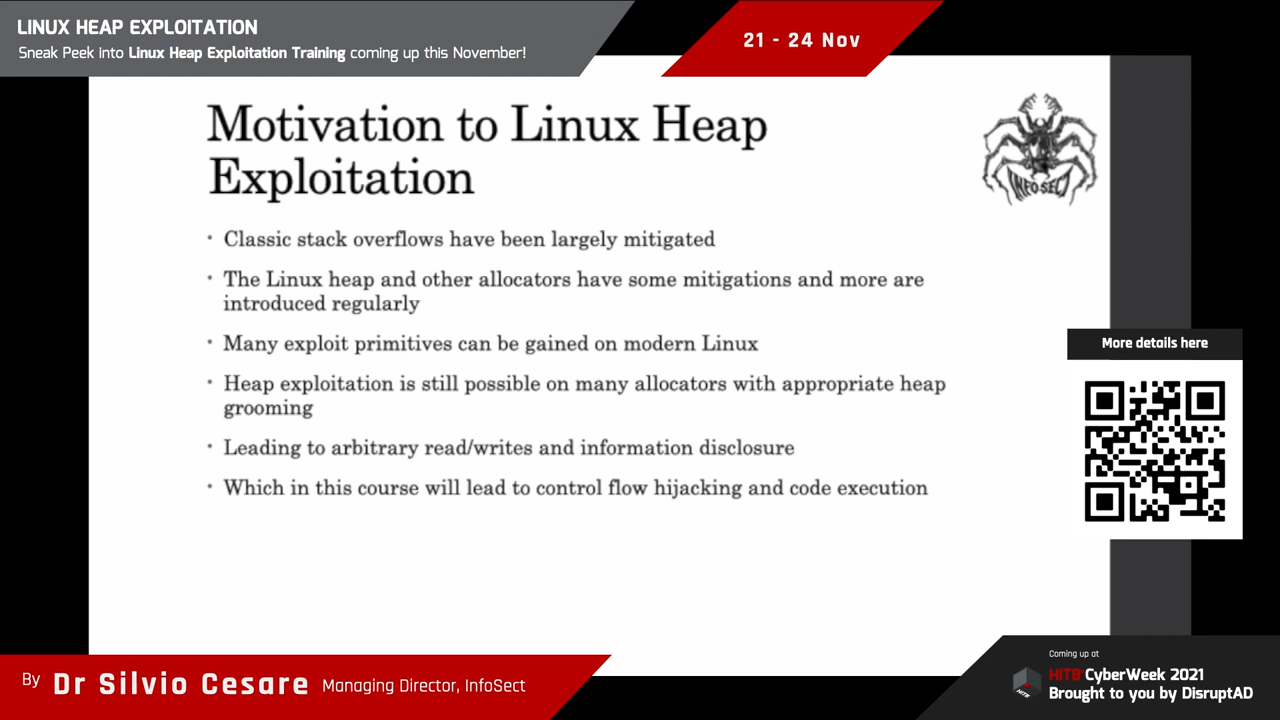 LINUX HEAP EXPLOITATION
Sneak Peek into Linux Heap Exploitation Training coming up this November!
21 - 24 Nov
Motivation to Linux Heap
Exploitation
INFOSECT
• Classic stack overflows have been largely mitigated
• The Linux heap and other allocators have some mitigations and more are
introduced regularly
• Many exploit primitives can be gained on modern Linux
• Heap exploitation is still possible on many allocators with appropriate heap
grooming
• Leading to arbitrary read/writes and information disclosure
• Which in this course will lead to control flow hijacking and code execution
More details here
By Dr Silvio Cesare Managing Director, InfoSect
Coming up at
HITB CyberWeek 2021
Brought to you by DisruptAD
HITB